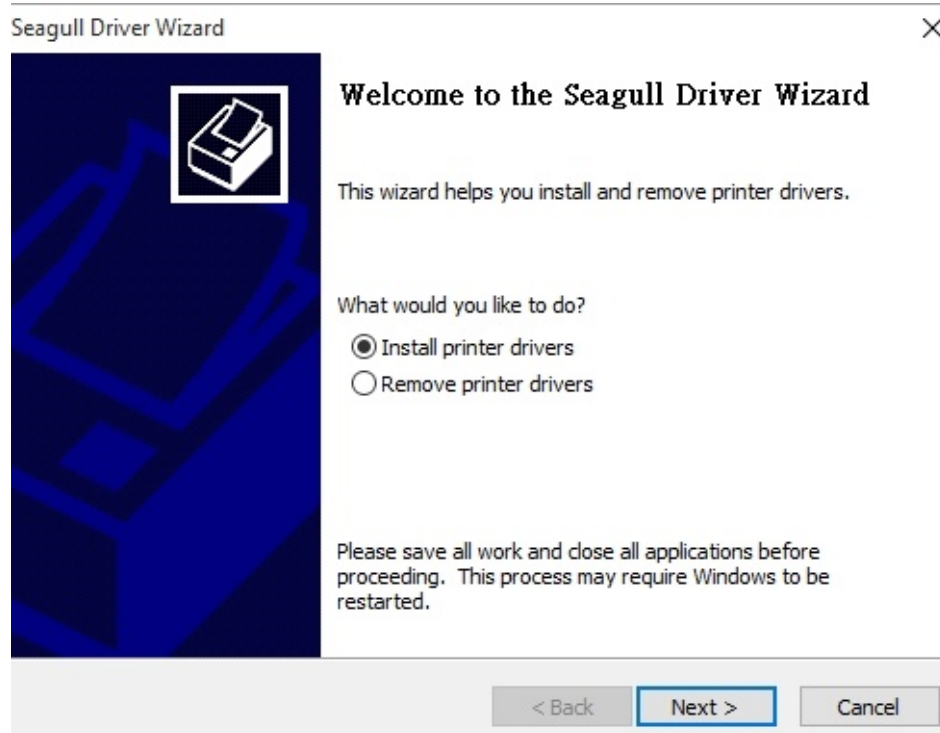 Seagull Driver Wizard
Welcome to the Seagull Driver Wizard
This wizard helps you install and remove printer drivers.
What would you like to do?
Install printer drivers
Remove printer drivers
Please save all work and close all applications before
proceeding.  This process may require Windows to be
restarted.
< Back Next > Cancel